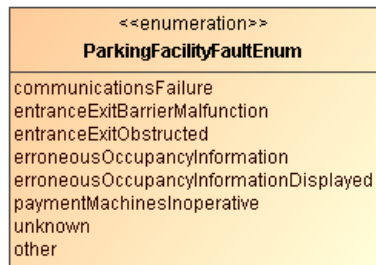 <<enumeration>>
ParkingFacilityFaultEnum
communicationsFailure
entranceExitBarrierMalfunction
entranceExitObstructed
erroneousOccupancyInformation
erroneousOccupancyInformationDisplayed
paymentMachinesInoperative
unknown
other